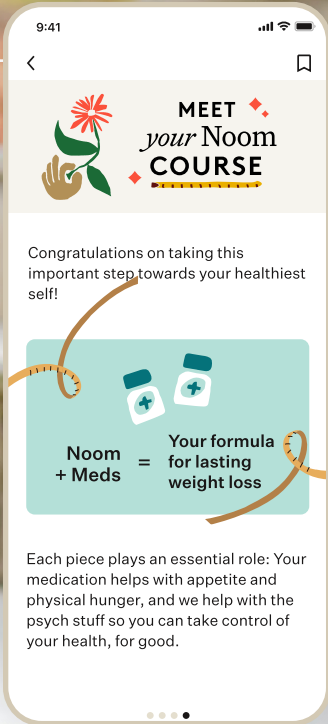 9:41
MEET
your Noom
COURSE
Congratulations on taking this
important step towards your healthiest
self!
Noom
+ Meds
=
Your formula
for lasting
weight loss
Each piece plays an essential role: Your
medication helps with appetite and
physical hunger, and we help with the
psych stuff so you can take control of
your health, for good.